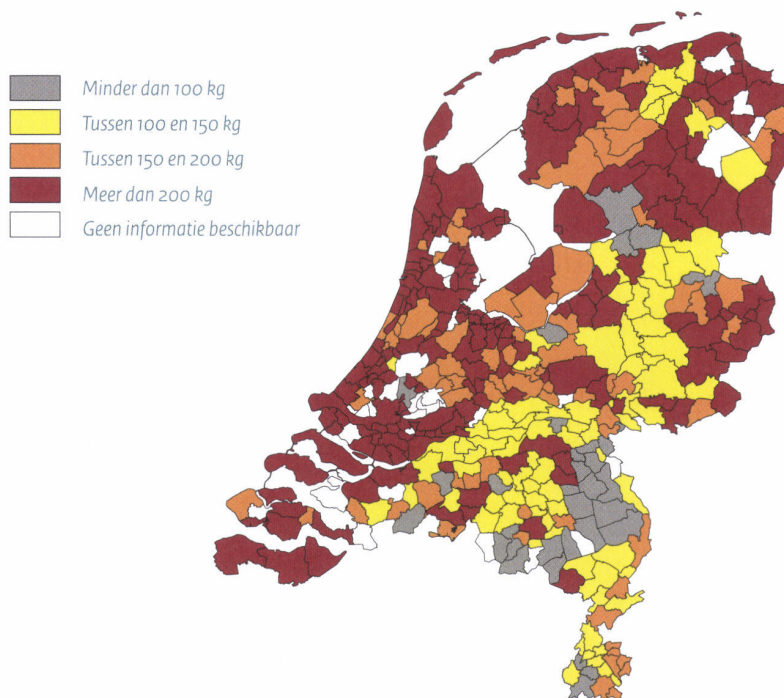 Minder dan 100 kg
Tussen 100 en 150 kg
Tussen 150 en 200 kg
Meer dan 200 kg
Geen informatie beschikbaar